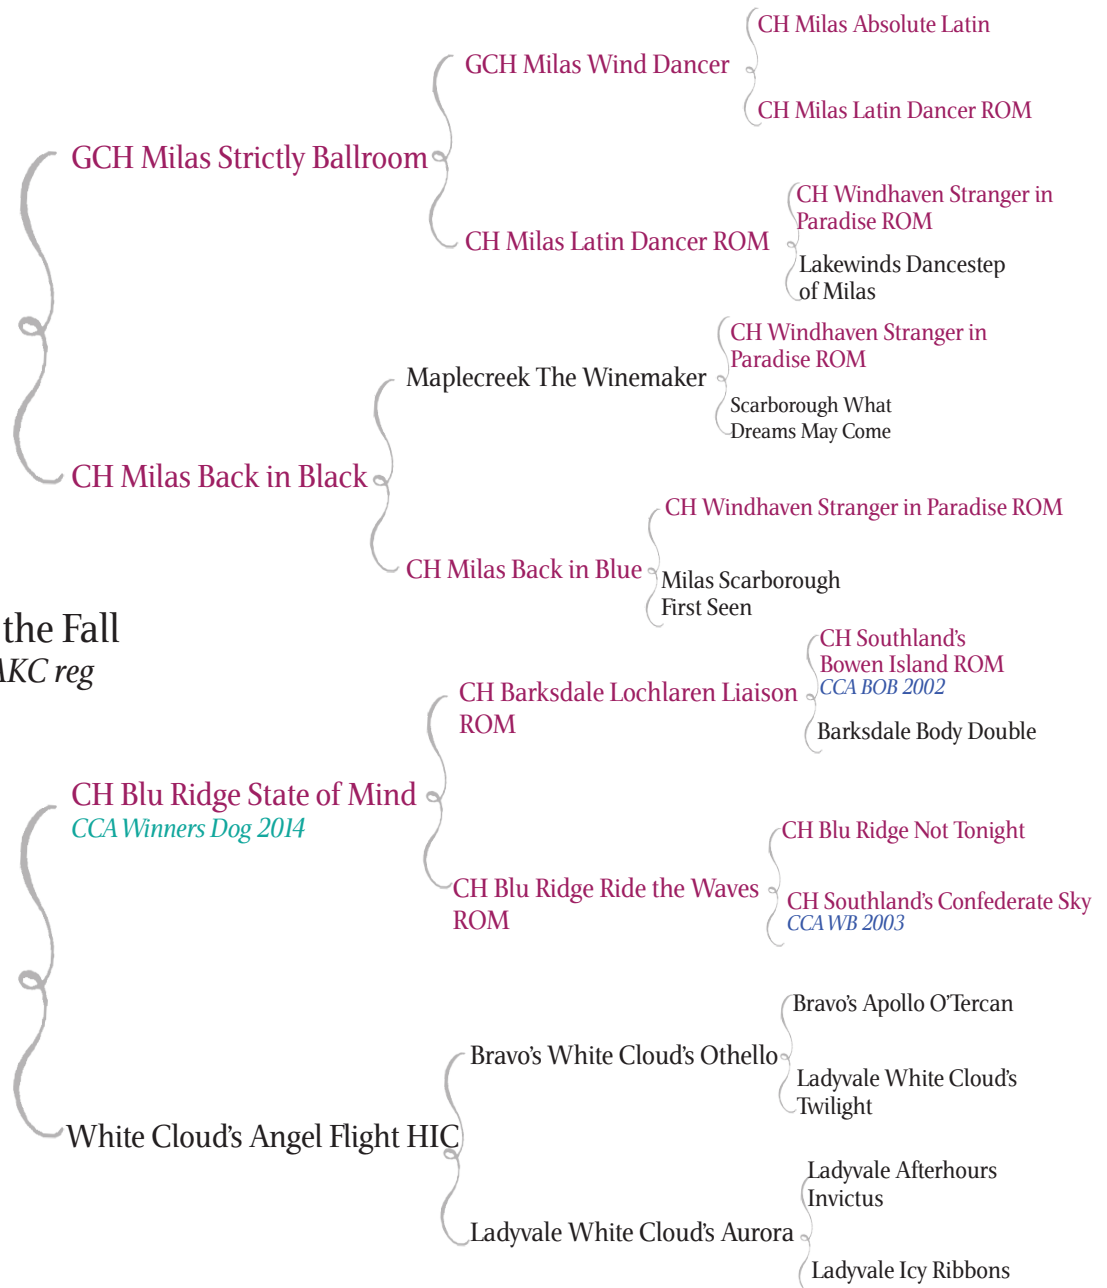 CH Milas Absolute Latin
GCH Milas Wind Dancer
CH Milas Latin Dancer ROM
GCH Milas Strictly Ballroom
CH Windhaven Stranger in
Paradise ROM
CH Milas Latin Dancer ROM
Lakewinds Dancestep
of Milas
CH Windhaven Stranger in
Paradise ROM
Maplecreek The Winemaker
Scarborough What
Dreams May Come
CH Milas Back in Black
CH Windhaven Stranger in Paradise ROM
CH Milas Back in Blue
Milas Scarborough
First Seen
the Fall
AKC reg
CH Southland's
Bowen Island ROM
CCA BOB 2002
CH Barksdale Lochlaren Liaison
ROM
Barksdale Body Double
CH Blu Ridge State of Mind
CCA Winners Dog 2014
CH Blu Ridge Not Tonight
CH Blu Ridge Ride the Waves
ROM
CH Southland's Confederate Sky
CCA WB 2003
Bravo's Apollo O'Tercan
Bravo's White Cloud's Othello
Ladyvale White Cloud's
Twilight
White Cloud's Angel Flight HIC
Ladyvale Afterhours
Invictus
Ladyvale White Cloud's Aurora
Ladyvale Icy Ribbons